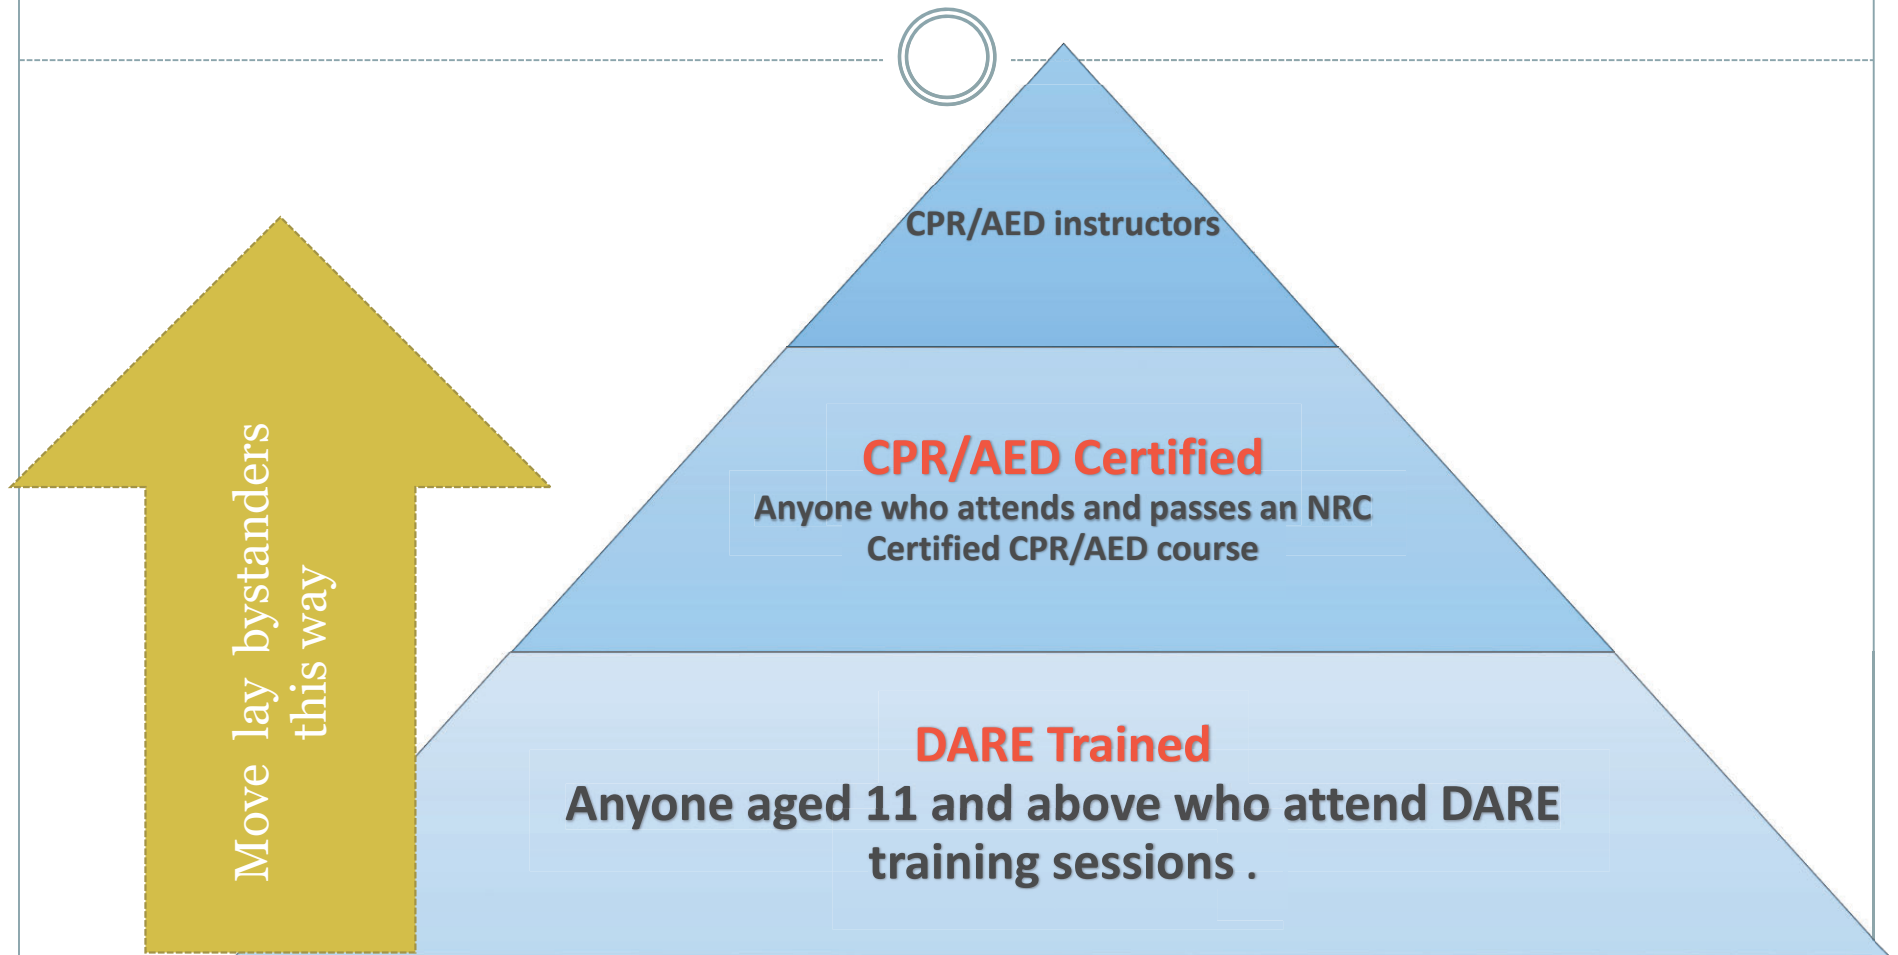 CPR/AED instructors
CPR/AED Certified
Anyone who attends and passes an NRC
Certified CPR/AED course
DARE Trained
Anyone aged 11 and above who attend DARE
training sessions .
Move lay bystanders
this way